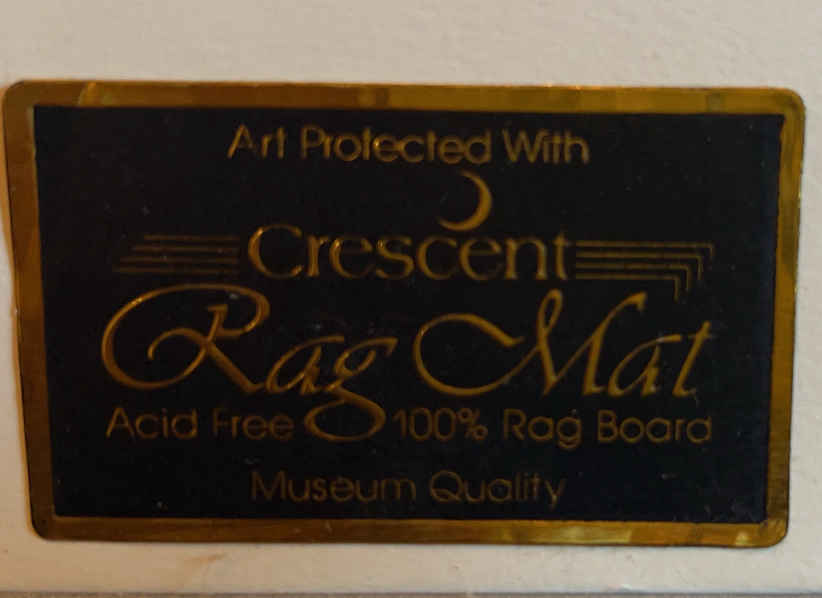 Art Protected With
Crescent
Rag Mat
Acid Free 100% Rag Board
Museum Quality